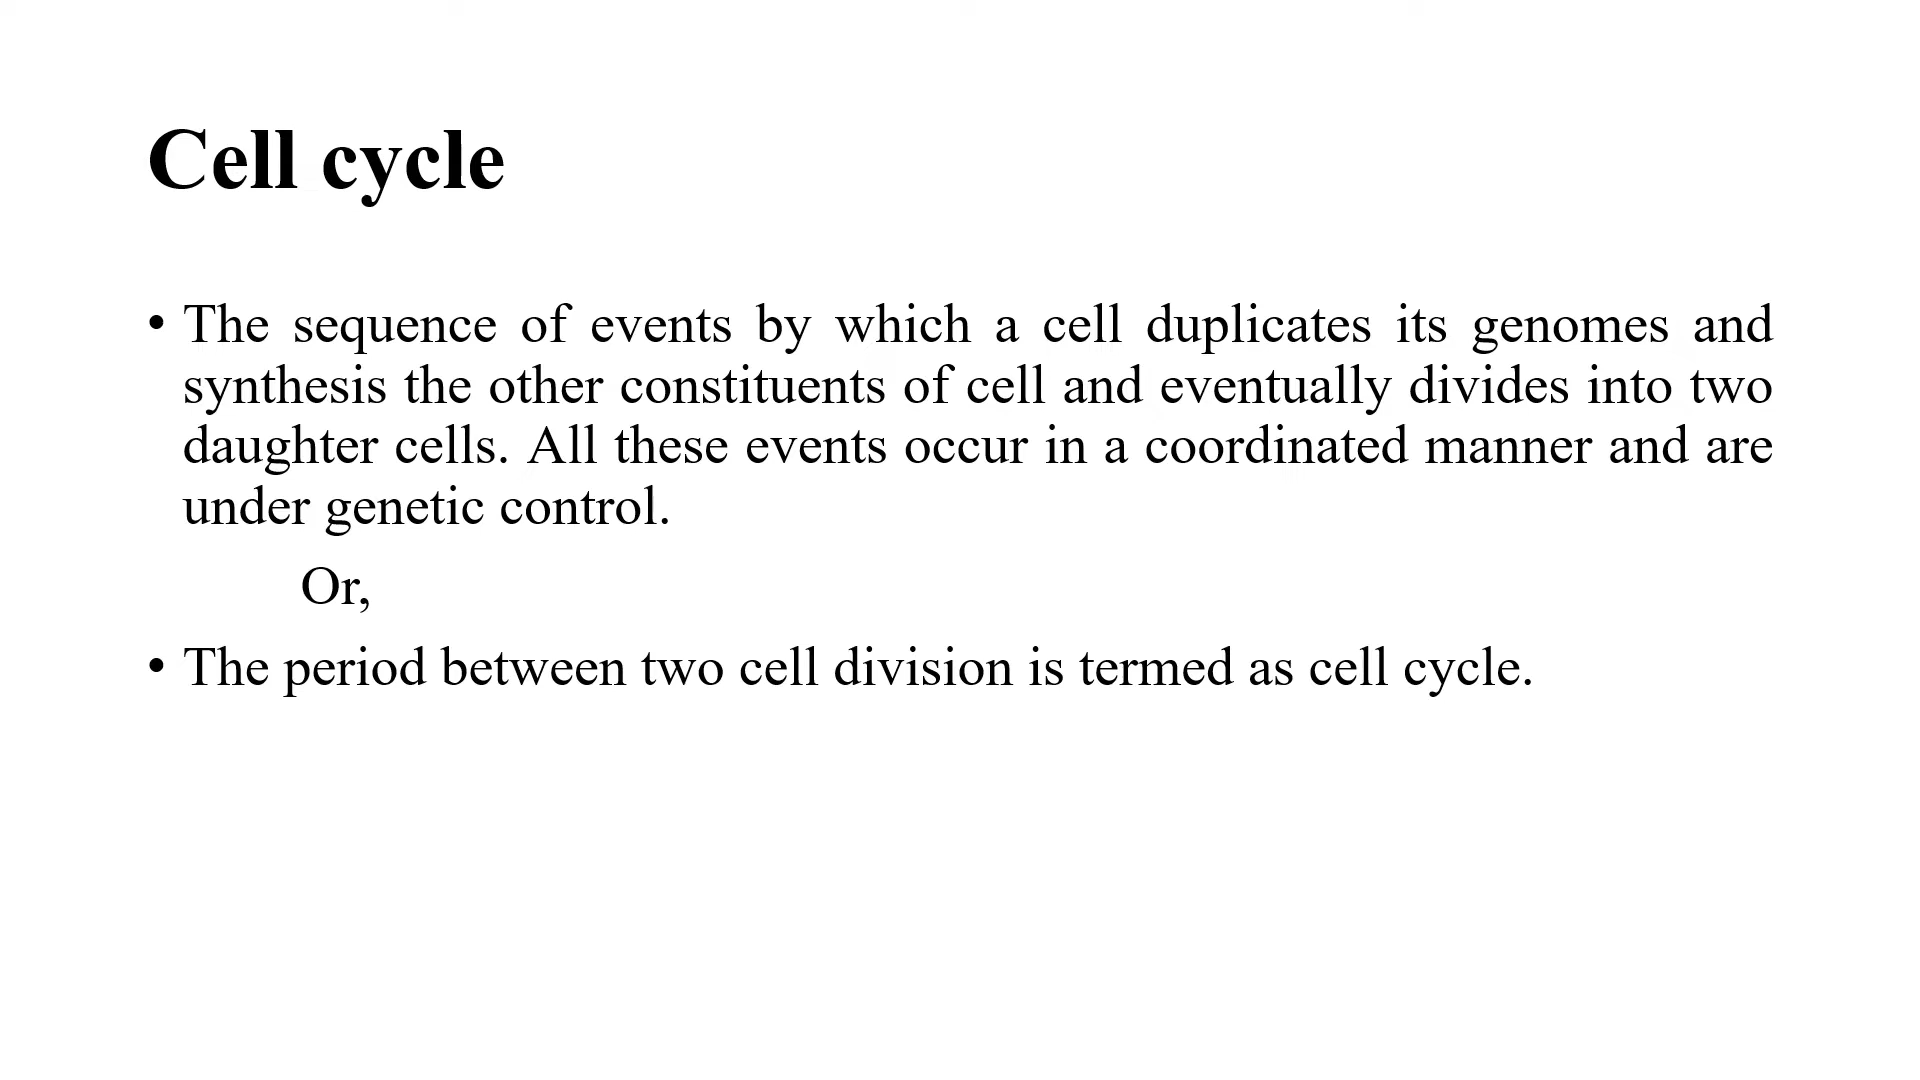 Cell cycle
• The sequence of events by which a cell duplicates its genomes and
synthesis the other constituents of cell and eventually divides into two
daughter cells. All these events occur in a coordinated manner and are
under genetic control.
Or,
• The period between two cell division is termed as cell cycle.